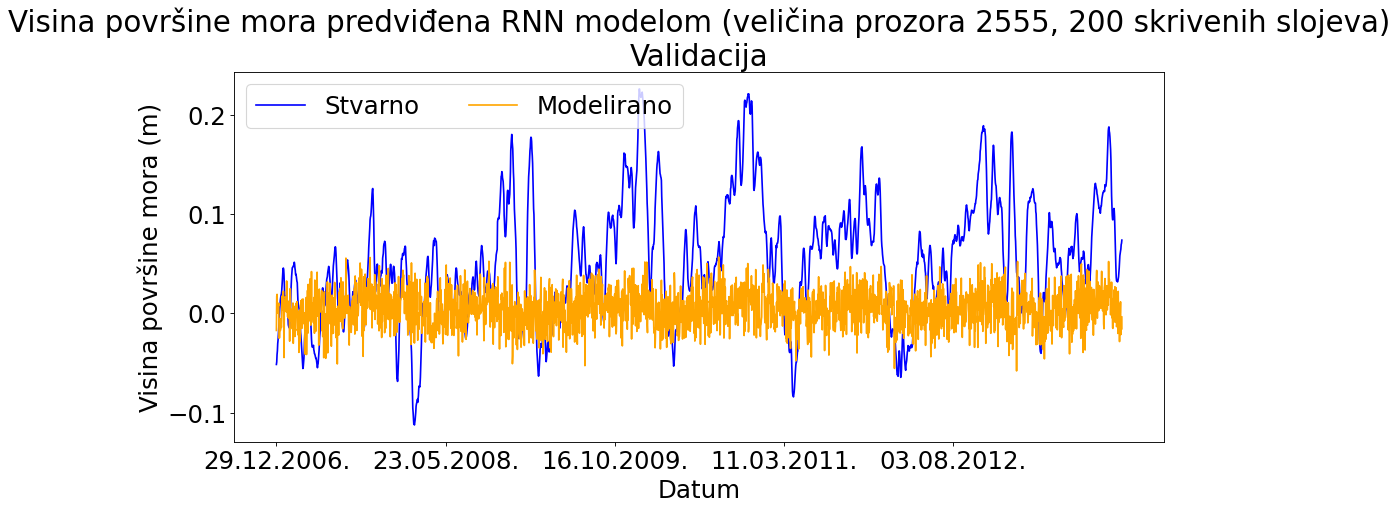 Visina površine mora predviđena RNN modelom (veličina prozora 2555, 200 skrivenih slojeva)
Validacija
Stvarno Modelirano
Visina površine mora (m)
0.2
0.1
0.0
−0.1
29.12.2006. 23.05.2008. 16.10.2009. 11.03.2011. 03.08.2012.
Datum